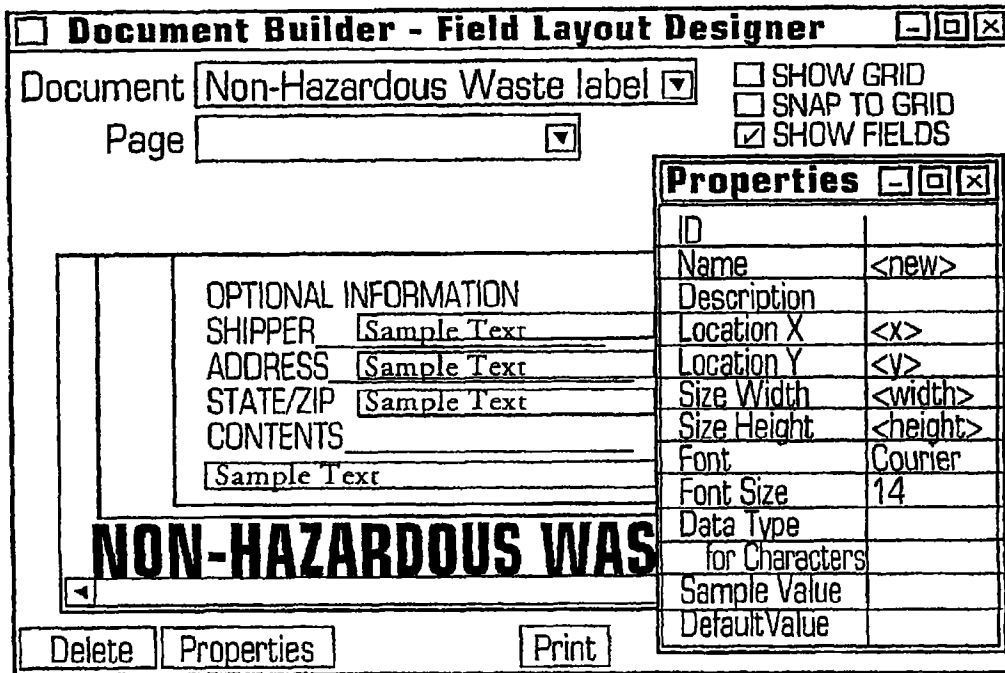 Document Builder - Field Layout Designer
Document Non-Hazardous Waste label
Page
SHOW GRID
SNAP TO GRID
SHOW FIELDS
OPTIONAL INFORMATION
SHIPPER Sample Text
ADDRESS Sample Text
STATE/ZIP Sample Text
CONTENTS
Sample Text
NON-HAZARDOUS WAS
Properties
ID
Name <new>
Description
Location X <x>
Location Y <y>
Size Width <width>
Size Height <height>
Font Courier
Font Size 14
Data Type
for Characters
Sample Value
DefaultValue
Delete Properties Print